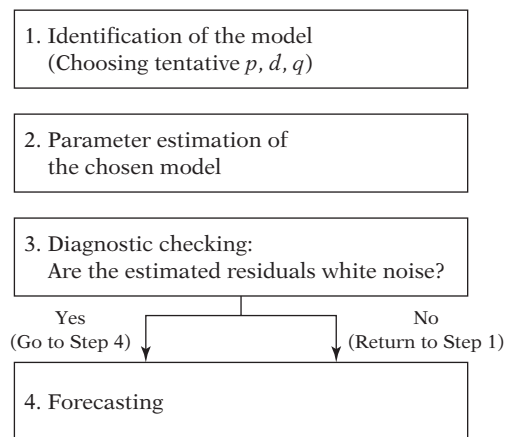 1. Identification of the model
(Choosing tentative p, d, q)
2. Parameter estimation of
the chosen model
3. Diagnostic checking:
Are the estimated residuals white noise?
Yes
(Go to Step 4)
No
(Return to Step 1)
4. Forecasting